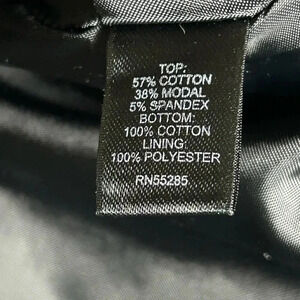 TOP:
57% COTTON
38% MODAL
5% SPANDEX
BOTTOM:
100% COTTON
LINING:
100% POLYESTER
RN55285